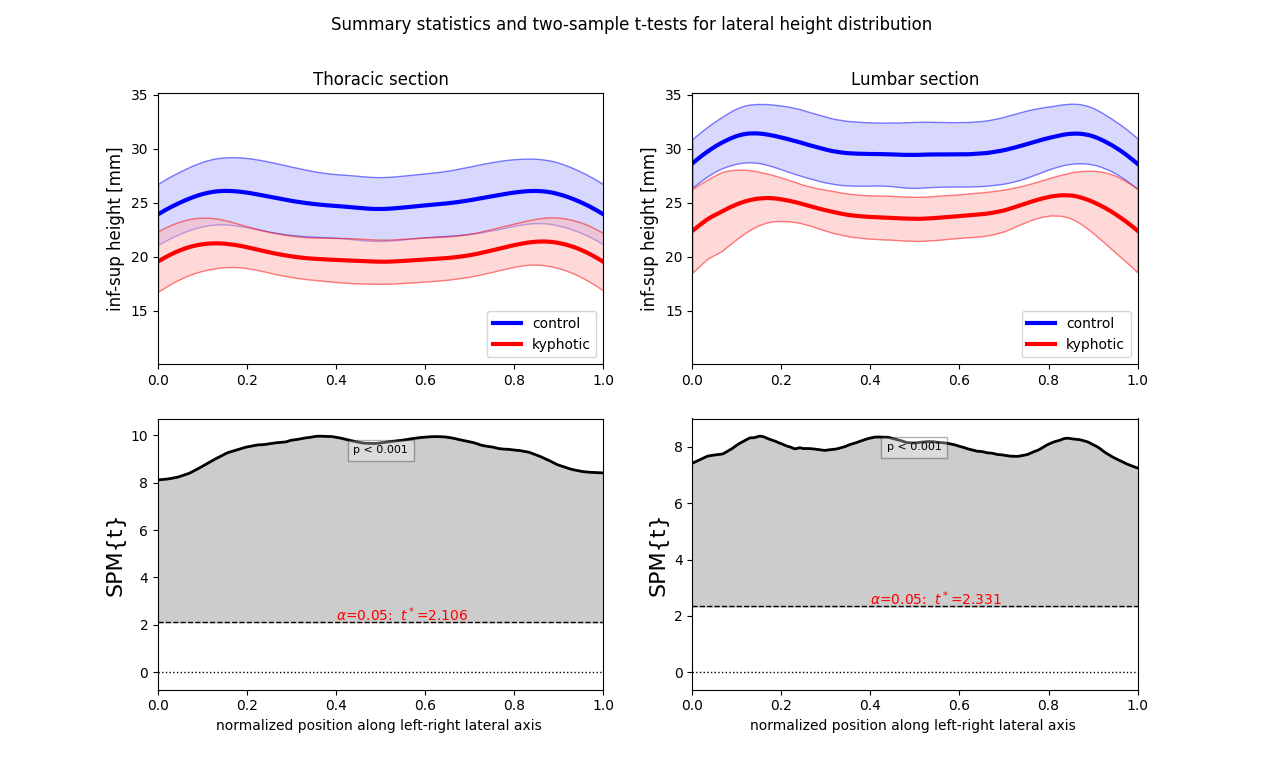 Summary statistics and two-sample t-tests for lateral height distribution
Thoracic section
inf-sup height [mm]
35
30
25
20
15
0.0 0.2 0.4 0.6 0.8 1.0
control
kyphotic
Lumbar section
inf-sup height [mm]
35
30
25
20
15
0.0 0.2 0.4 0.6 0.8 1.0
control
kyphotic
SPM{t}
10
8
6
4
2
0
p < 0.001
α=0.05: t*=2.106
0.0 0.2 0.4 0.6 0.8 1.0
normalized position along left-right lateral axis
SPM{t}
8
6
4
2
0
p < 0.001
α=0.05: t*=2.331
0.0 0.2 0.4 0.6 0.8 1.0
normalized position along left-right lateral axis